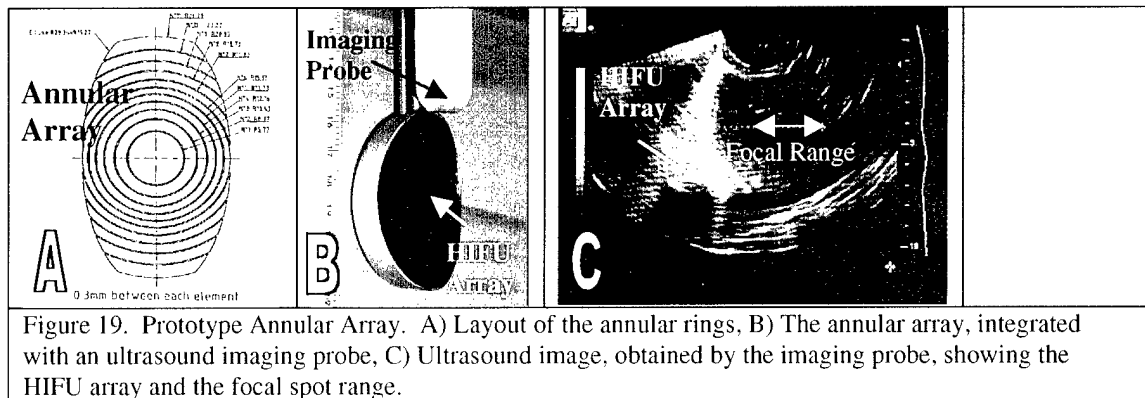 Annular
Array
0.3mm between each element
A
Imaging
Probe
HIFU
Array
B
HIFU
Array
Focal Range
C
Figure 19. Prototype Annular Array. A) Layout of the annular rings, B) The annular array, integrated
with an ultrasound imaging probe, C) Ultrasound image, obtained by the imaging probe, showing the
HIFU array and the focal spot range.